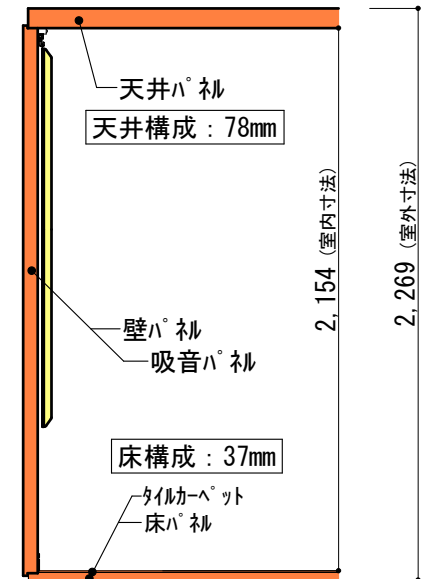 天井ﾊﾟﾈﾙ
天井構成：78mm
2,154 (室内寸法)
2,269 (室外寸法)
壁ﾊﾟﾈﾙ
吸音ﾊﾟﾈﾙ
床構成：37mm
ﾀｲﾙｶｰﾍﾟｯﾄ
床ﾊﾟﾈﾙ